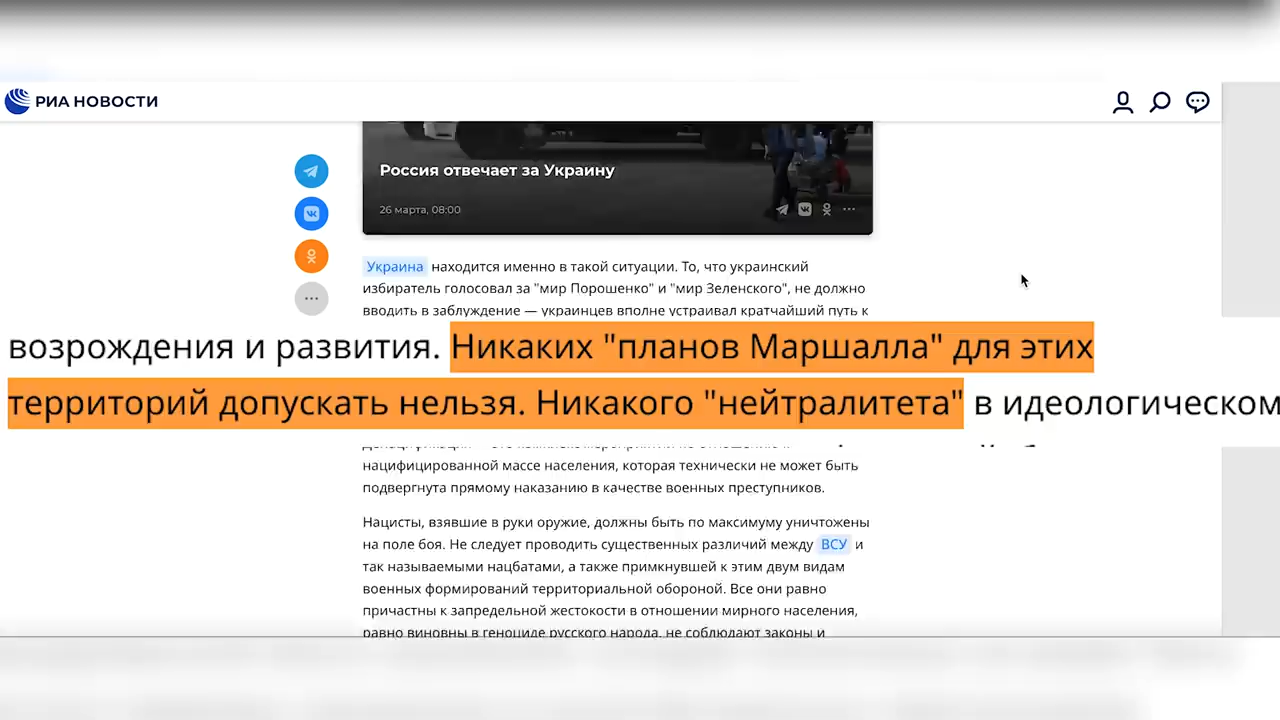 РИА НОВОСТИ
Россия отвечает за Украину
26 марта, 08:00
Украина находится именно в такой ситуации. То, что украинский
избиратель голосовал за "мир Порошенко" и "мир Зеленского", не должно
вводить в заблуждение — украинцев вполне устраивал кратчайший путь к
возрождения и развития. Никаких "планов Маршалла" для этих
территорий допускать нельзя. Никакого "нейтралитета" в идеологическом
нацифицированной массе населения, которая технически не может быть
подвергнута прямому наказанию в качестве военных преступников.
Нацисты, взявшие в руки оружие, должны быть по максимуму уничтожены
на поле боя. Не следует проводить существенных различий между ВСУ и
так называемыми нацбатами, а также примкнувшей к этим двум видам
военных формирований территориальной обороной. Все они равно
причастны к запредельной жестокости в отношении мирного населения,
равно виновны в геноциде русского народа, не соблюдают законы и